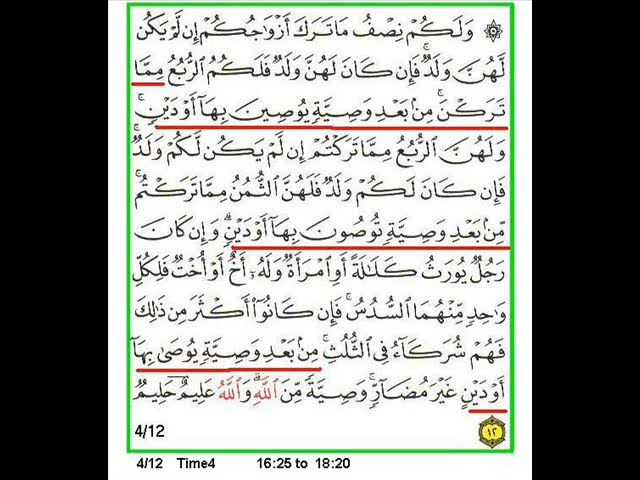 وَلَكُمْ نِصْفُ مَا تَرَكَ أَزْوَٰجُكُمْ إِن لَّمْ يَكُن
لَّهُنَّ وَلَدٌ ۚ فَإِن كَانَ لَهُنَّ وَلَدٌ فَلَكُمُ ٱلرُّبُعُ مِمَّا
تَرَكْنَ ۚ مِنۢ بَعْدِ وَصِيَّةٍ يُوصِينَ بِهَآ أَوْ دَيْنٍ ۚ
وَلَهُنَّ ٱلرُّبُعُ مِمَّا تَرَكْتُمْ إِن لَّمْ يَكُن لَّكُمْ وَلَدٌ ۚ
فَإِن كَانَ لَكُمْ وَلَدٌ فَلَهُنَّ ٱلثُّمُنُ مِمَّا تَرَكْتُم ۚ
مِّنۢ بَعْدِ وَصِيَّةٍ تُوصُونَ بِهَآ أَوْ دَيْنٍ ۗ وَإِن كَانَ
رَجُلٌ يُورَثُ كَلَـٰلَةً أَوِ ٱمْرَأَةٌ وَلَهُۥٓ أَخٌ أَوْ أُخْتٌ فَلِكُلِّ
وَٰحِدٍ مِّنْهُمَا ٱلسُّدُسُ ۚ فَإِن كَانُوٓا۟ أَكْثَرَ مِن ذَٰلِكَ
فَهُمْ شُرَكَآءُ فِى ٱلثُّلُثِ ۚ مِنۢ بَعْدِ وَصِيَّةٍ يُوصَىٰ بِهَآ
أَوْ دَيْنٍ غَيْرَ مُضَآرٍّ ۚ وَصِيَّةً مِّنَ ٱللَّهِ ۗ وَٱللَّهُ عَلِيمٌ حَلِيمٌ
4/12 ١٢
4/12 Time4 16:25 to 18:20